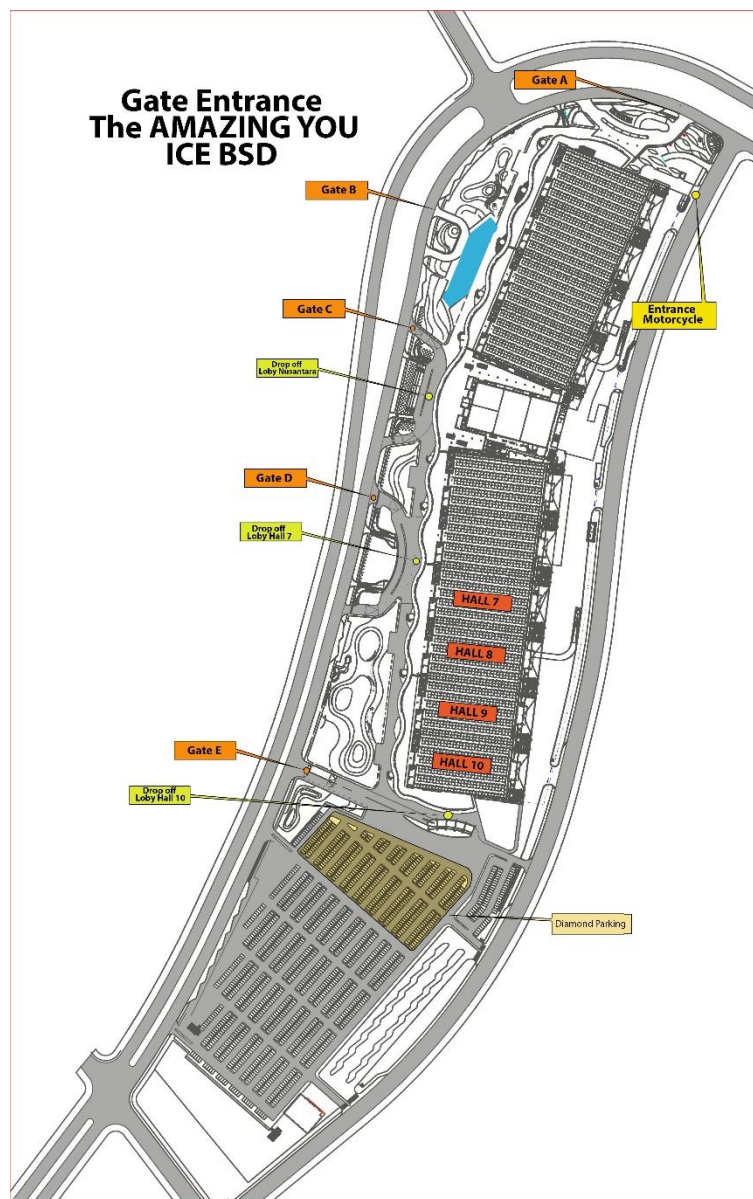 Gate Entrance
The AMAZING YOU
ICE BSD
Gate A
Gate B
Entrance
Motorcycle
Gate C
Drop off
Loby Nusantara
Gate D
Drop off
Loby Hall 7
HALL 7
HALL 8
HALL 9
Gate E
HALL 10
Drop off
Loby Hall 10
Diamond Parking